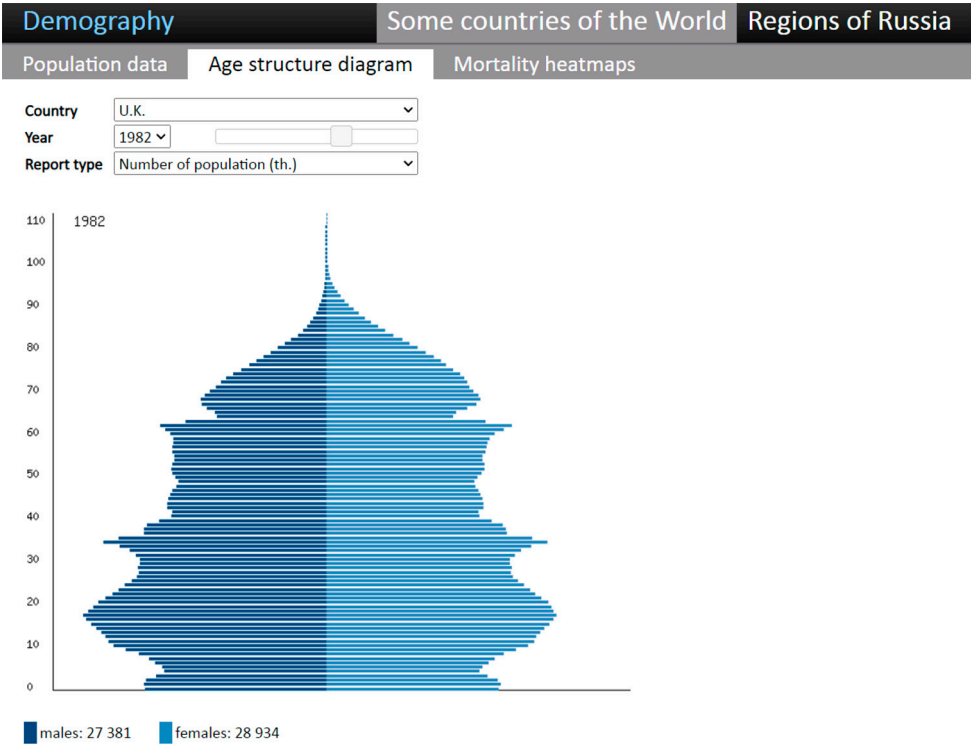 Demography Some countries of the World Regions of Russia
Population data Age structure diagram Mortality heatmaps
Country U.K.
Year 1982
Report type Number of population (th.)
110 1982
100
90
80
70
60
50
40
30
20
10
0
males: 27 381 females: 28 934